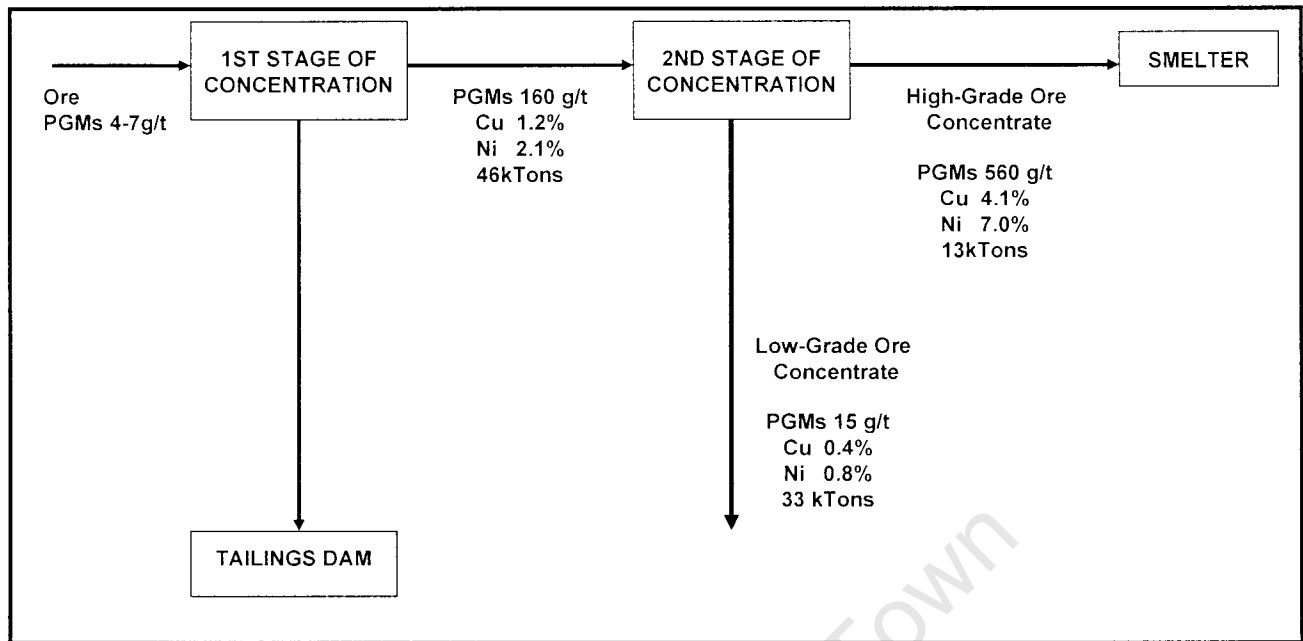 1ST STAGE OF
CONCENTRATION
2ND STAGE OF
CONCENTRATION
SMELTER
Ore
PGMs 4-7g/t
PGMs 160 g/t
Cu 1.2%
Ni 2.1%
46kTons
High-Grade Ore
Concentrate
PGMs 560 g/t
Cu 4.1%
Ni 7.0%
13kTons
Low-Grade Ore
Concentrate
PGMs 15 g/t
Cu 0.4%
Ni 0.8%
33 kTons
TAILINGS DAM
Town